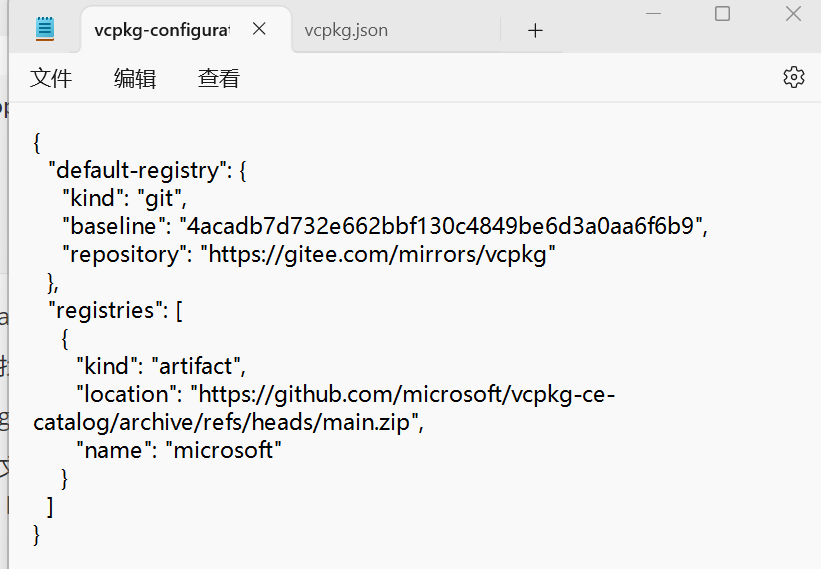 vcpkg-configurat
vcpkg.json
文件 编辑 查看
{
"default-registry": {
"kind": "git",
"baseline": "4acadb7d732e662bbf130c4849be6d3a0aa6f6b9",
"repository": "https://gitee.com/mirrors/vcpkg"
},
"registries": [
{
"kind": "artifact",
"location": "https://github.com/microsoft/vcpkg-ce-
catalog/archive/refs/heads/main.zip",
"name": "microsoft"
}
]
}